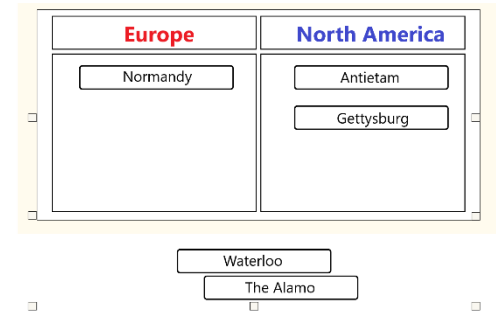 Europe
North America
Normandy
Antietam
Gettysburg
Waterloo
The Alamo